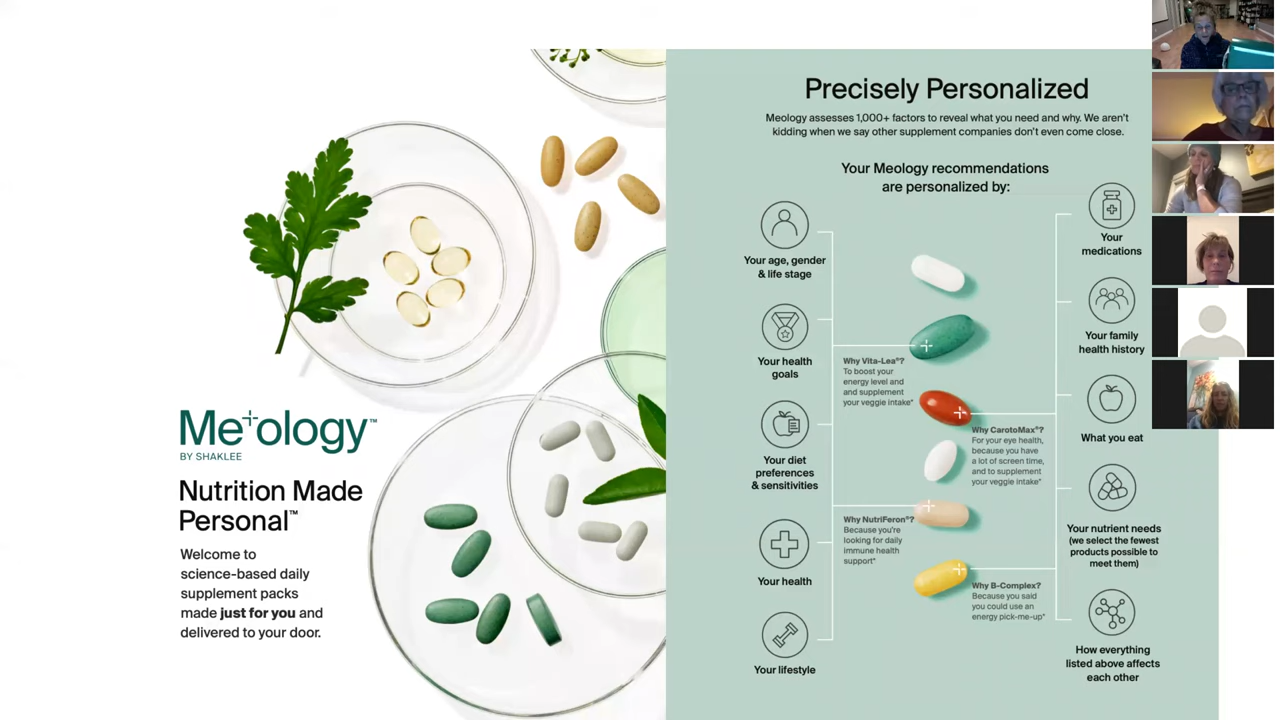 Meology™
BY SHAKLEE
Nutrition Made
Personal™
Welcome to
science-based daily
supplement packs
made just for you and
delivered to your door.
Precisely Personalized
Meology assesses 1,000+ factors to reveal what you need and why. We aren't
kidding when we say other supplement companies don't even come close.
Your Meology recommendations
are personalized by:
Your age, gender
& life stage
Your health
goals
Your diet
preferences
& sensitivities
Your health
Your lifestyle
Why Vita-Lea®?
To boost your
energy level and
and supplement
your veggie intake*
Why CarotoMax®?
For your eye health,
because you have
a lot of screen time,
and to supplement
your veggie intake*
Why NutriFeron®?
Because you're
looking for daily
immune health
support*
Why B-Complex?
Because you said
you could use an
energy pick-me-up*
Your
medications
Your family
health history
What you eat
Your nutrient needs
(we select the fewest
products possible to
meet them)
How everything
listed above affects
each other